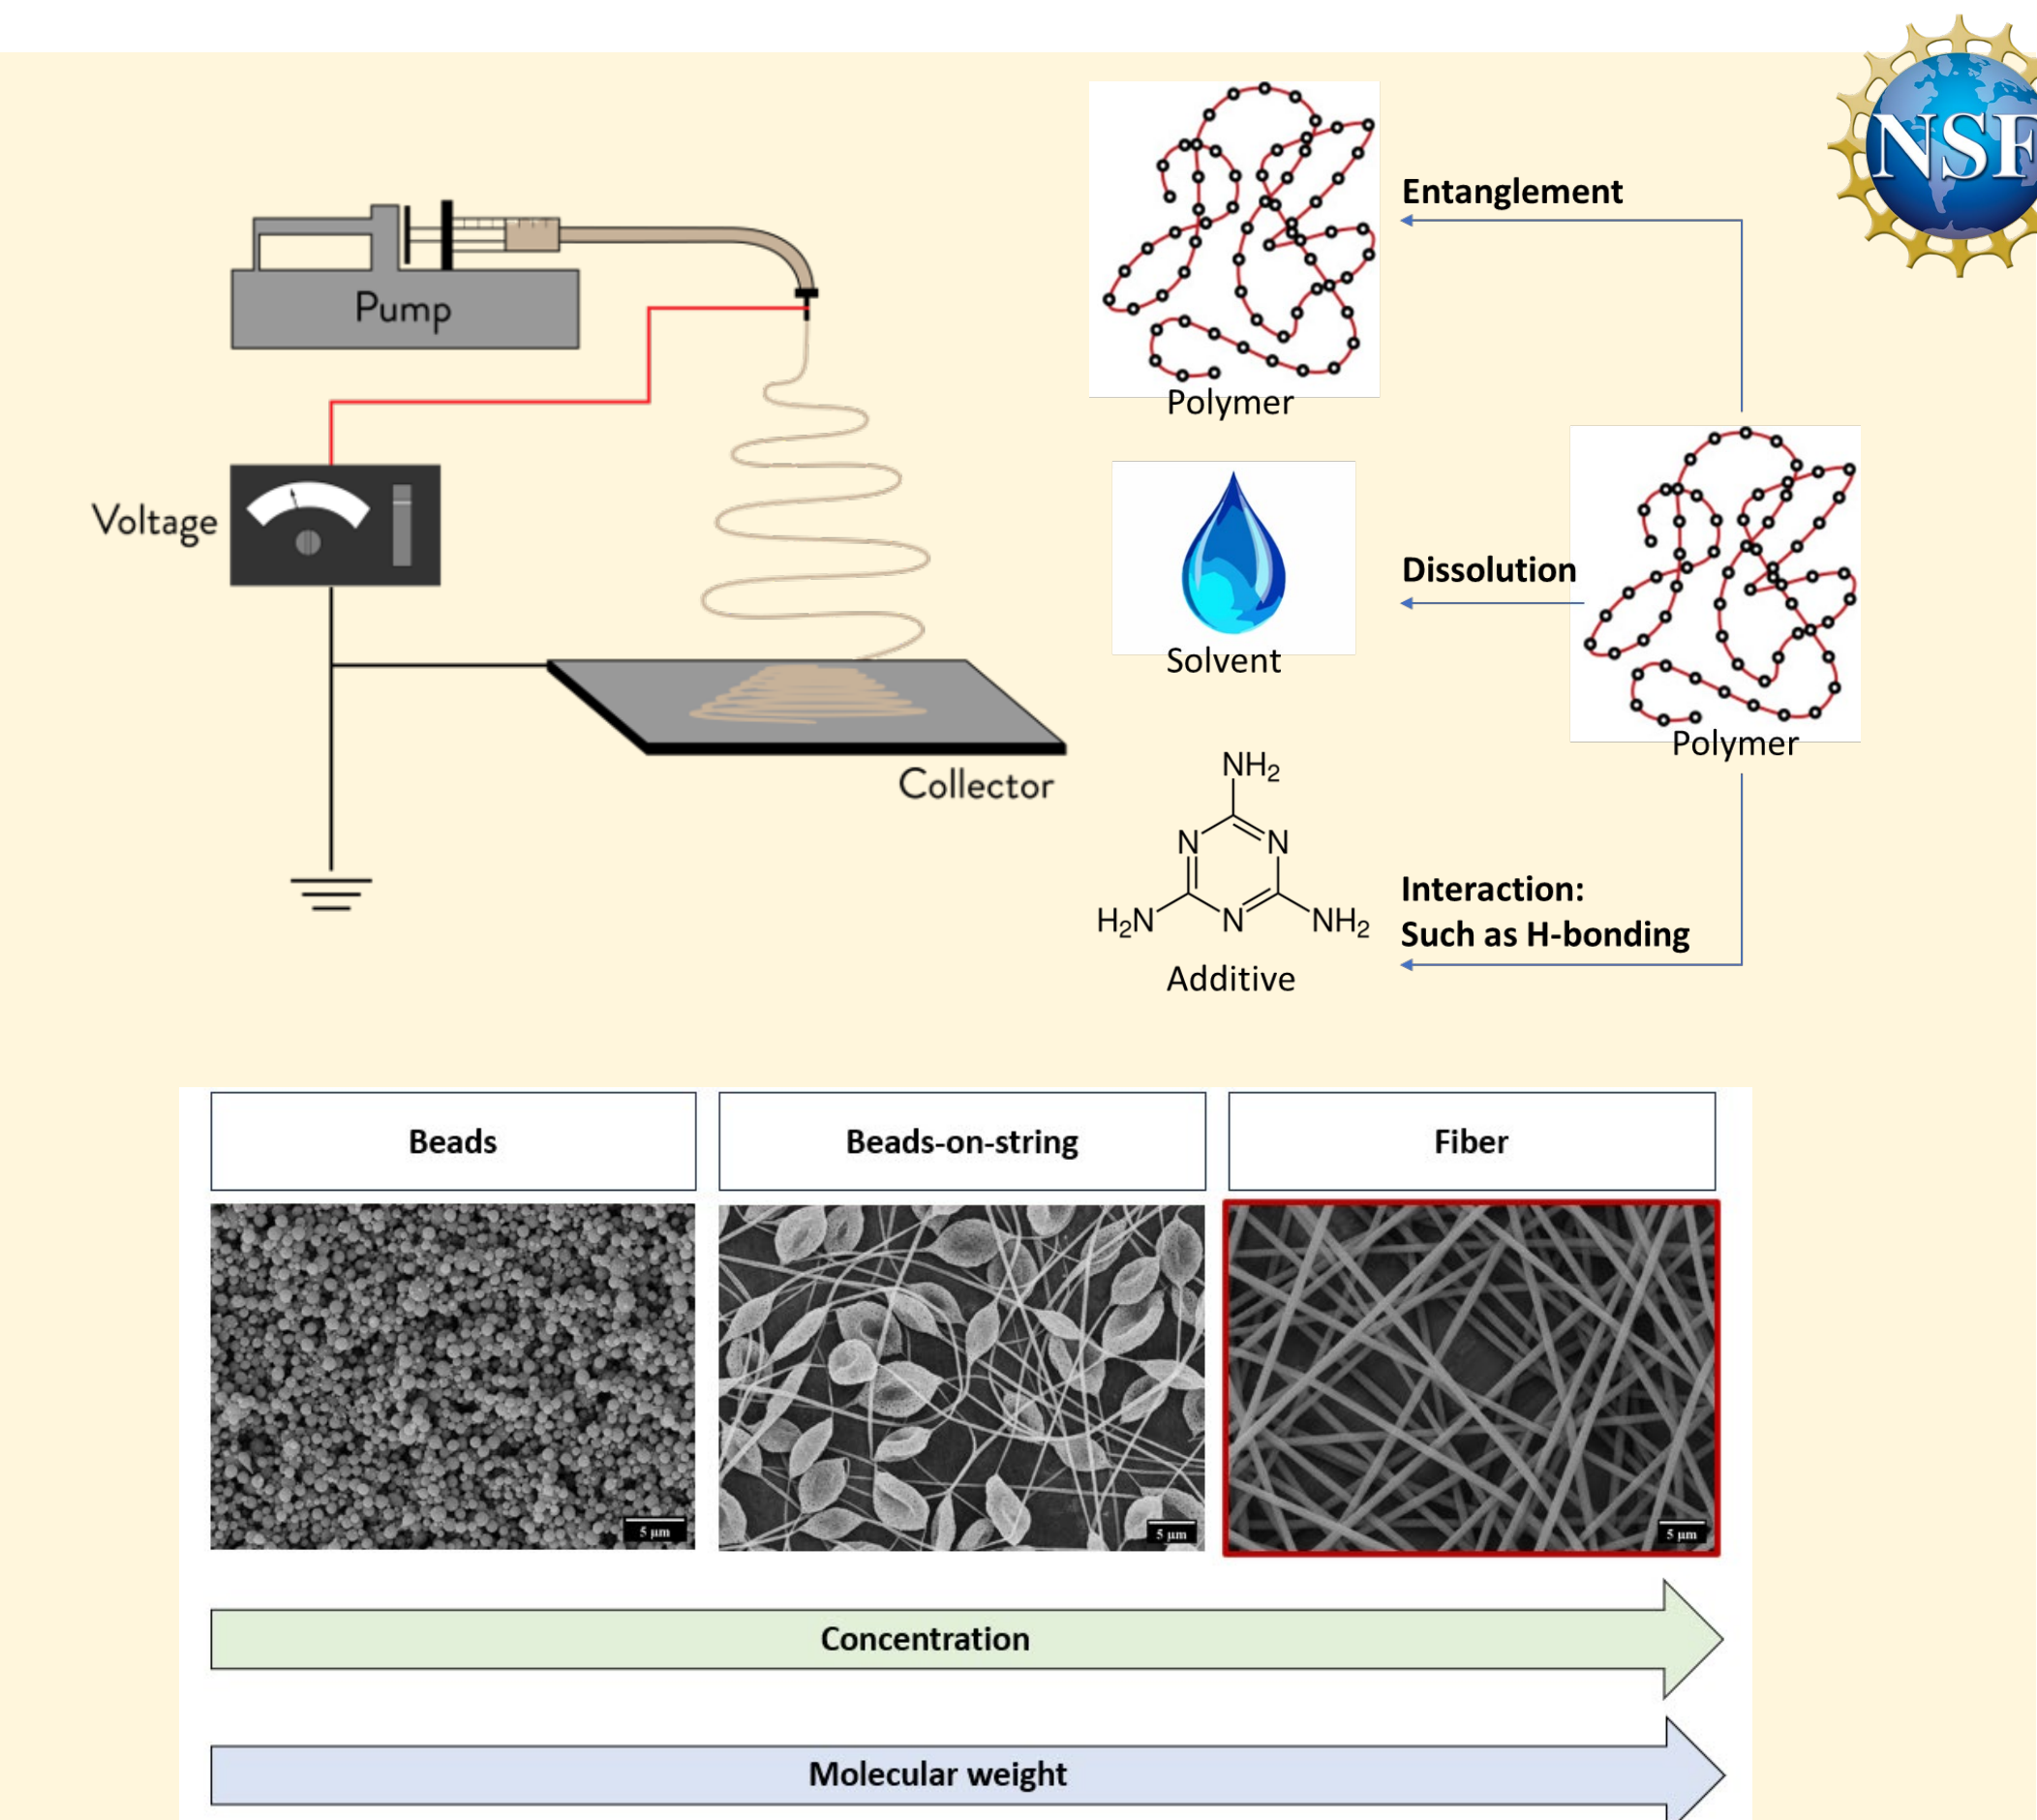 NSF
Pump
Voltage
Collector
Entanglement
Polymer
Dissolution
Solvent
Polymer
NH2
N
N
H2N
N
NH2
Interaction:
Such as H-bonding
Additive
Beads
Beads-on-string
Fiber
5 µm
5 µm
5 µm
Concentration
Molecular weight